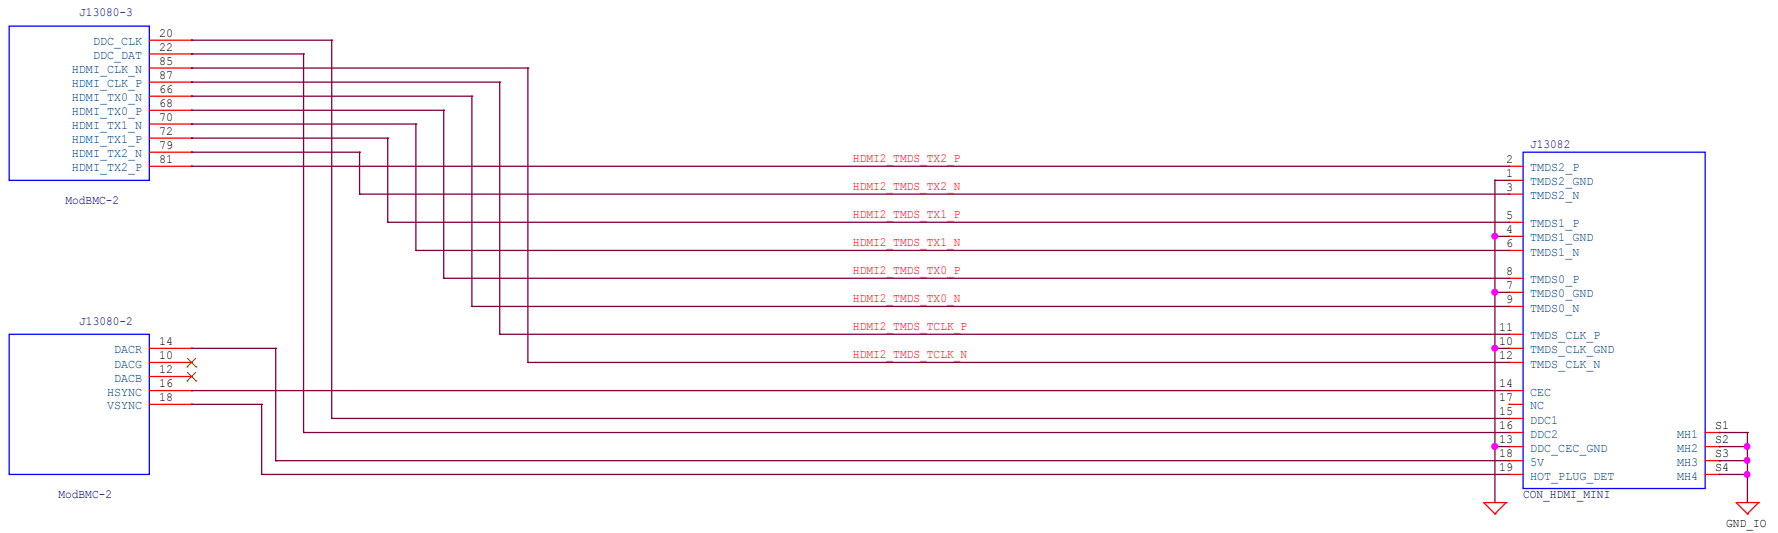 J13080-3
DDC_CLK 20
DDC_DAT 22
HDMI_CLK_N 85
HDMI_CLK_P 87
HDMI_TX0_N 66
HDMI_TX0_P 68
HDMI_TX1_N 70
HDMI_TX1_P 72
HDMI_TX2_N 79
HDMI_TX2_P 81
ModBMC-2
J13080-2
DACR 14
DACG 10
DACB 12
HSYNC 16
VSYNC 18
ModBMC-2
HDMI2_TMDS_TX2_P
HDMI2_TMDS_TX2_N
HDMI2_TMDS_TX1_P
HDMI2_TMDS_TX1_N
HDMI2_TMDS_TX0_P
HDMI2_TMDS_TX0_N
HDMI2_TMDS_TCLK_P
HDMI2_TMDS_TCLK_N
J13082
2 TMDS2_P
1 TMDS2_GND
3 TMDS2_N
5 TMDS1_P
4 TMDS1_GND
6 TMDS1_N
8 TMDS0_P
7 TMDS0_GND
9 TMDS0_N
11 TMDS_CLK_P
10 TMDS_CLK_GND
12 TMDS_CLK_N
14 CEC
17 NC
15 DDC1
16 DDC2
13 DDC_CEC_GND
18 5V
19 HOT_PLUG_DET
MH1 S1
MH2 S2
MH3 S3
MH4 S4
CON_HDMI_MINI
GND_IO